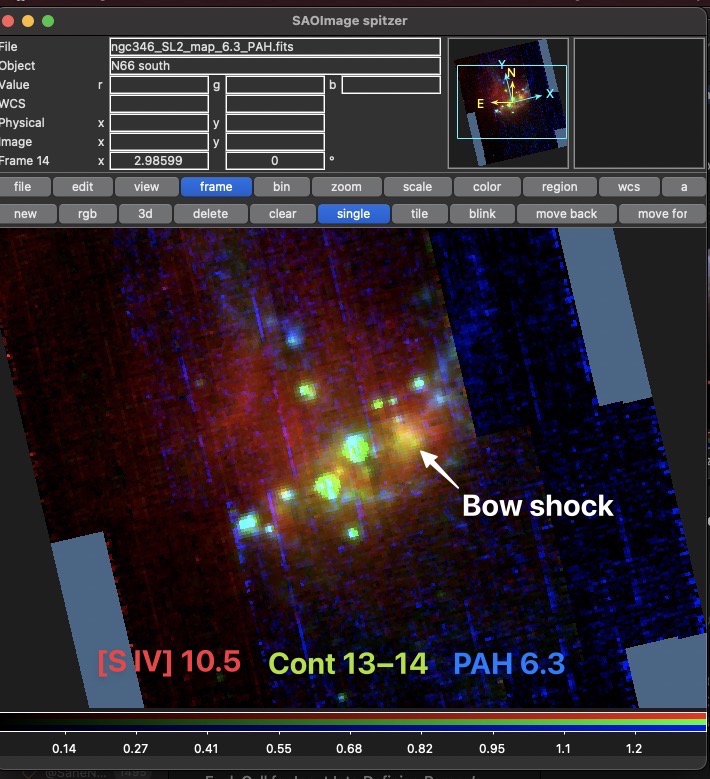 SAOImage spitzer
File ngc346_SL2_map_6.3_PAH.fits
Object N66 south
Value r g b
WCS
Physical x y
Image x y
Frame 14 x 2.98599 0 °
Y N
E X
file edit view frame bin zoom scale color region wcs a
new rgb 3d delete clear single tile blink move back move for
Bow shock
[S IV] 10.5 Cont 13–14 PAH 6.3
0.14 0.27 0.41 0.55 0.68 0.82 0.95 1.1 1.2